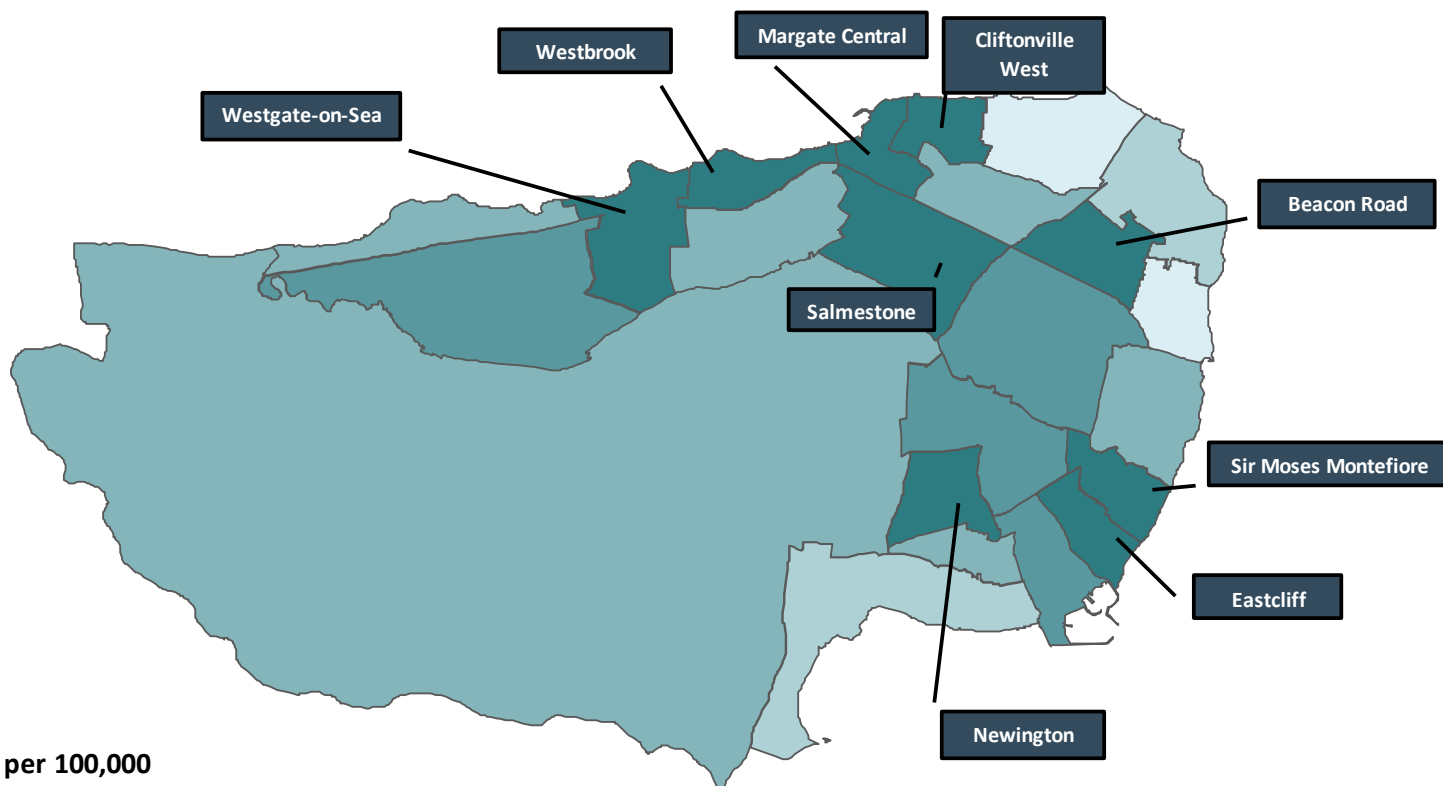 Margate Central
Cliftonville
West
Westbrook
Westgate-on-Sea
Beacon Road
Salmestone
Sir Moses Montefiore
Eastcliff
Newington
per 100,000